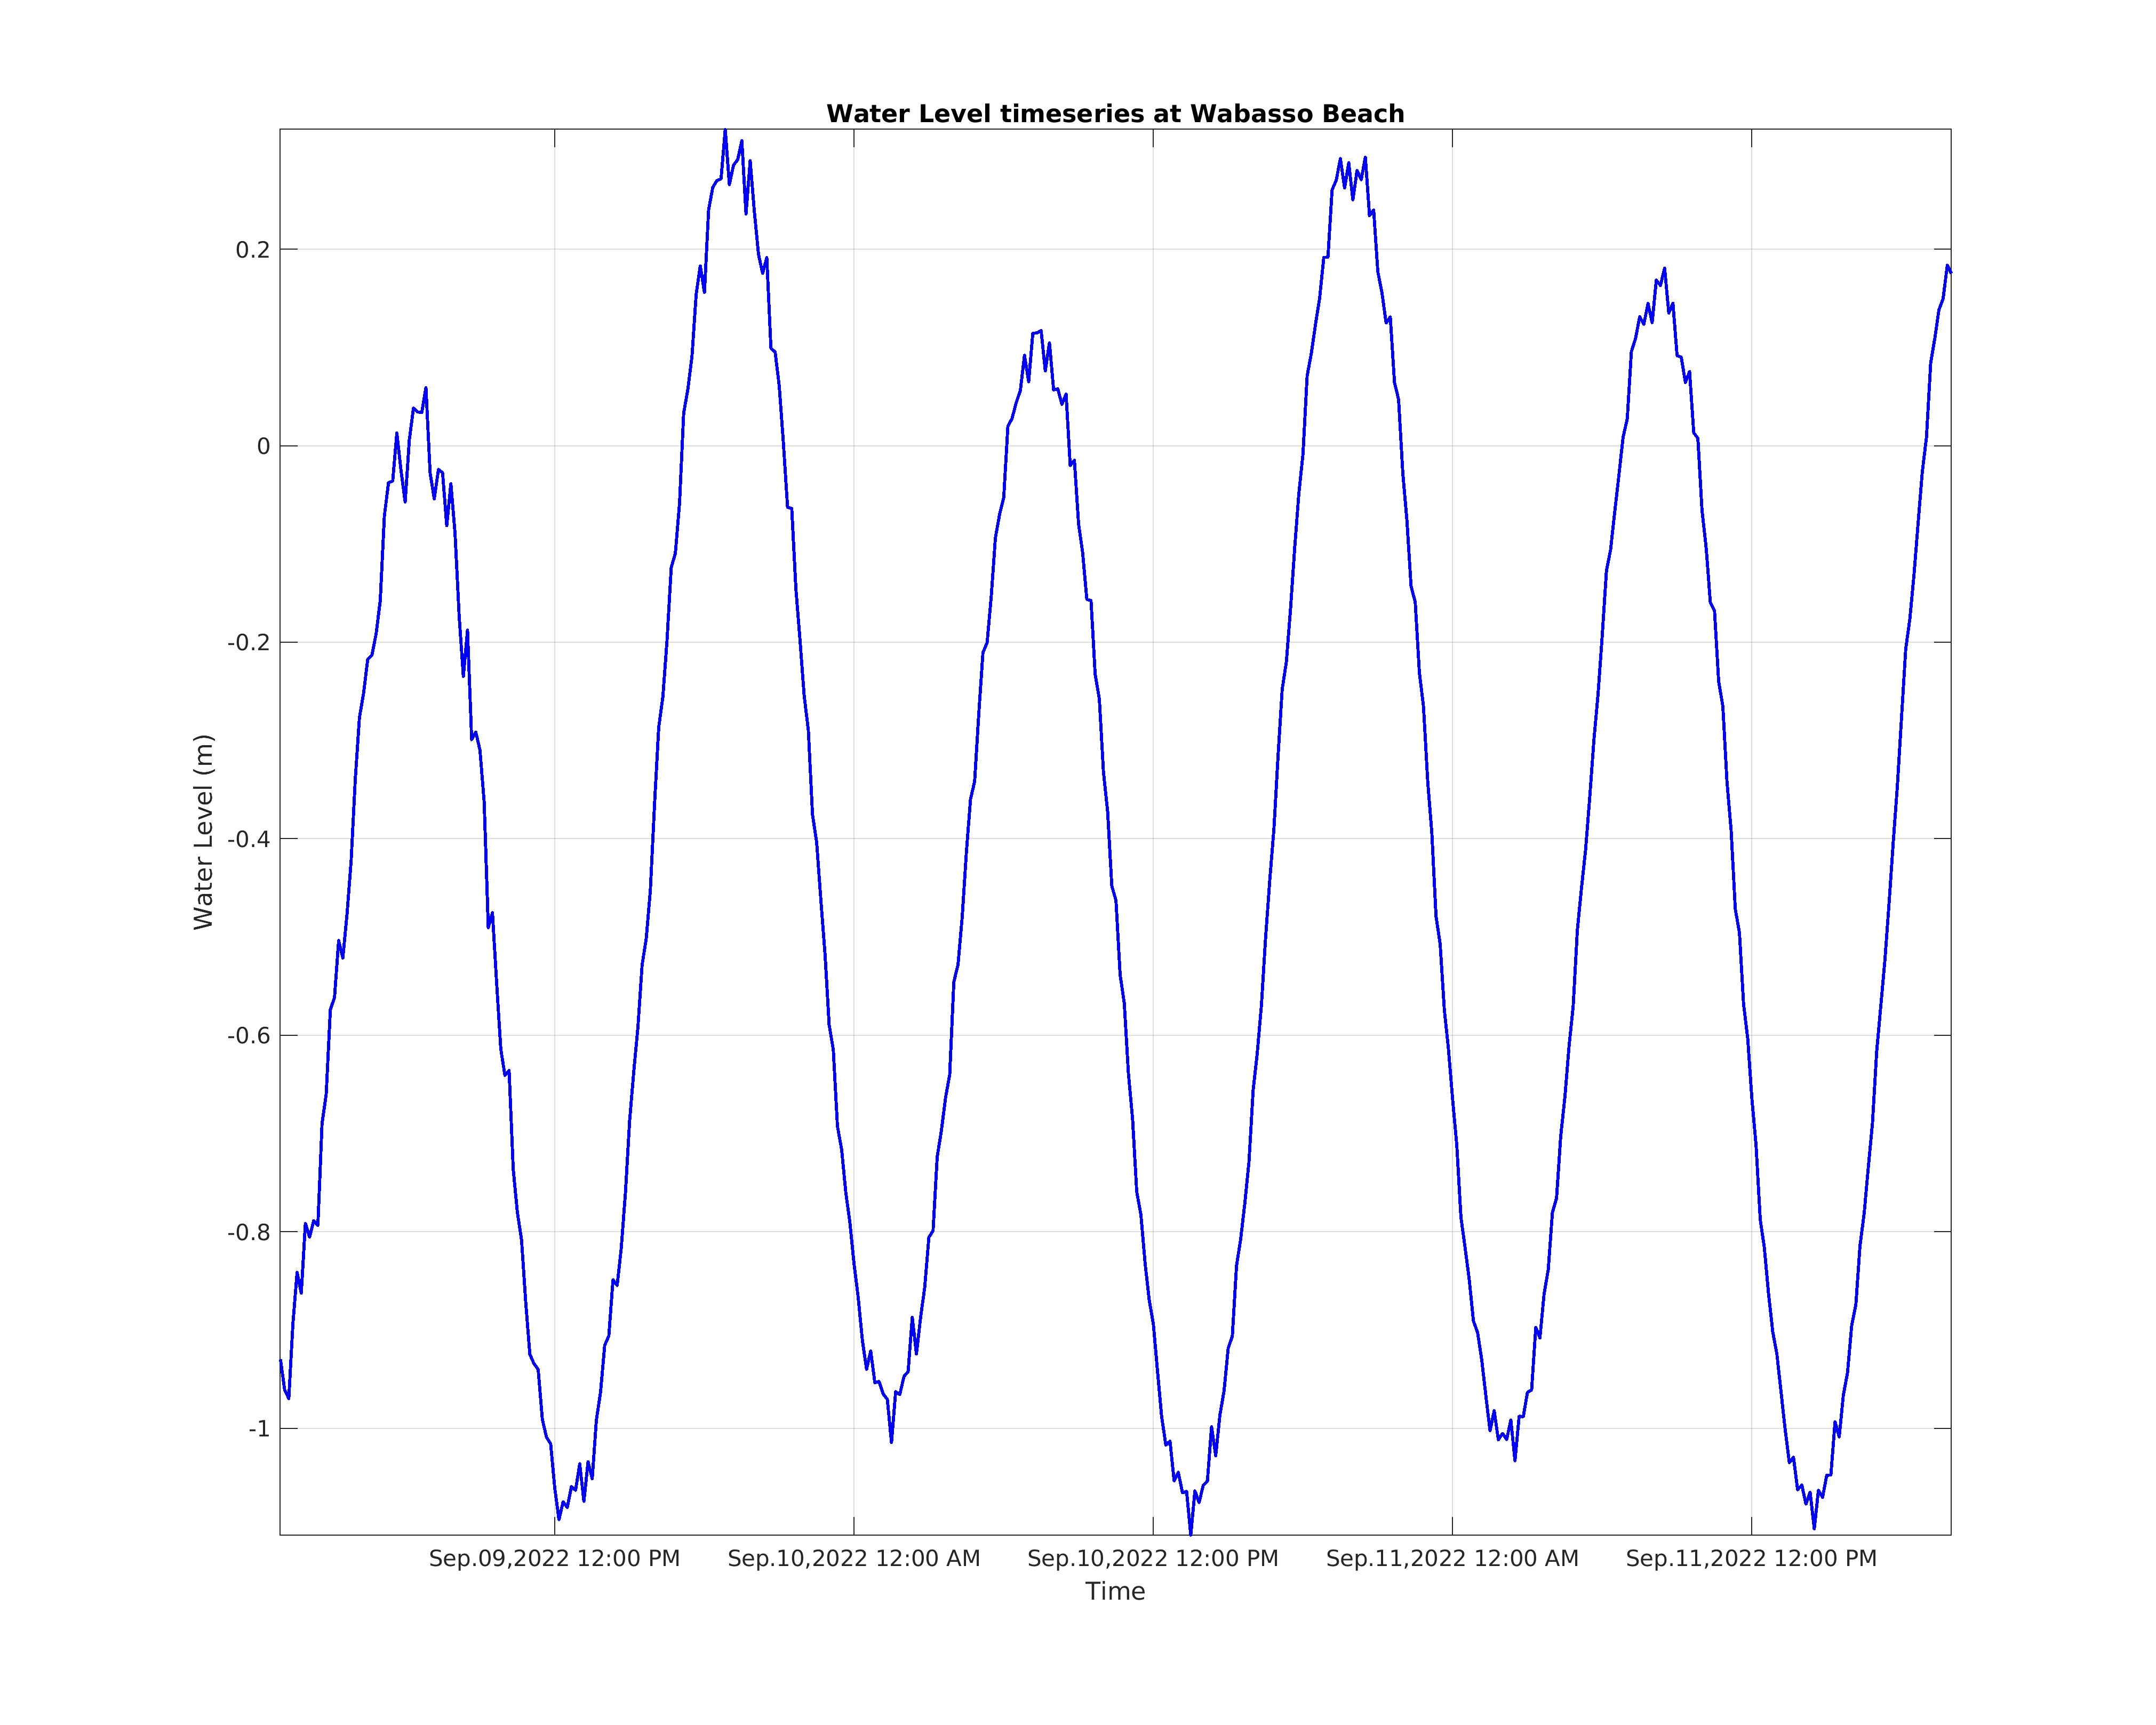 Water Level timeseries at Wabasso Beach
0.2
0
-0.2
-0.4
-0.6
-0.8
-1
Water Level (m)
Sep.09,2022 12:00 PM
Sep.10,2022 12:00 AM
Sep.10,2022 12:00 PM
Sep.11,2022 12:00 AM
Sep.11,2022 12:00 PM
Time